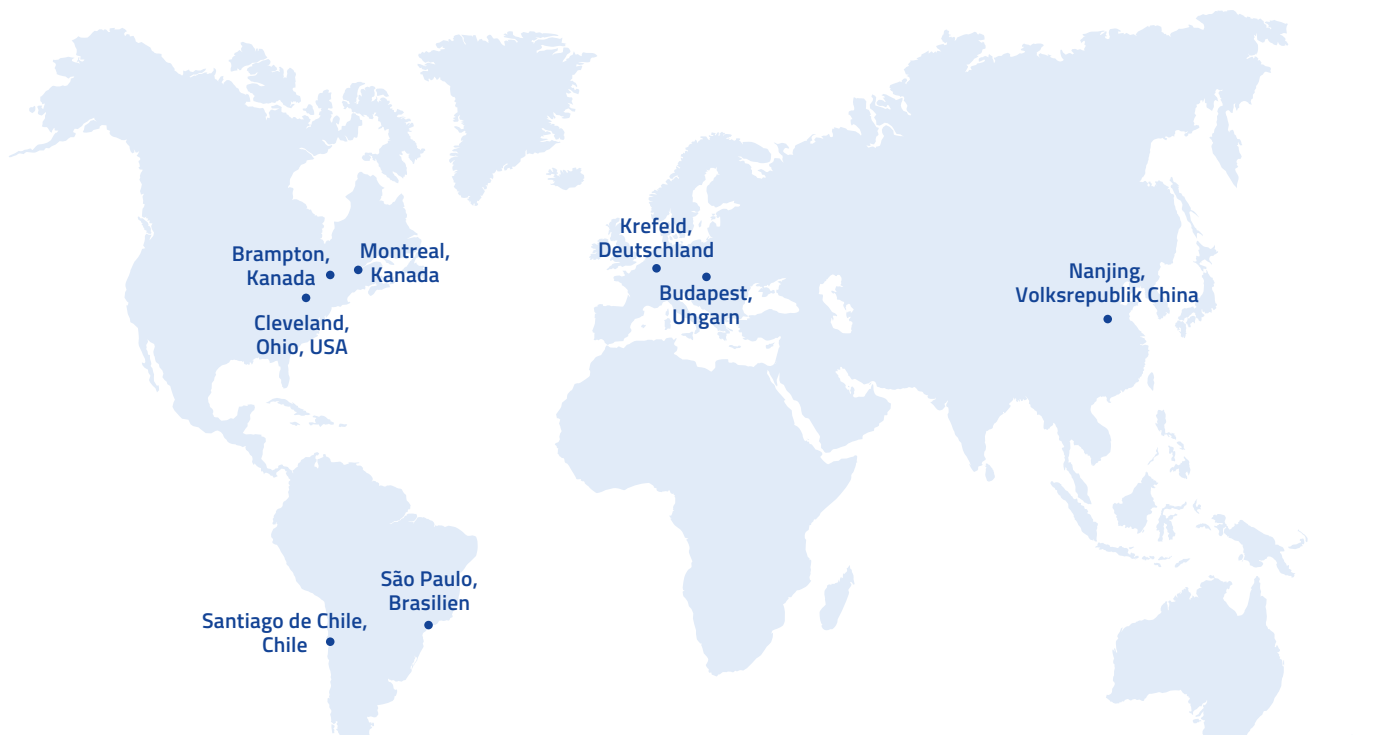 Krefeld,
Deutschland
Brampton,
Kanada
Montreal,
Kanada
Nanjing,
Volksrepublik China
Budapest,
Ungarn
Cleveland,
Ohio, USA
São Paulo,
Brasilien
Santiago de Chile,
Chile